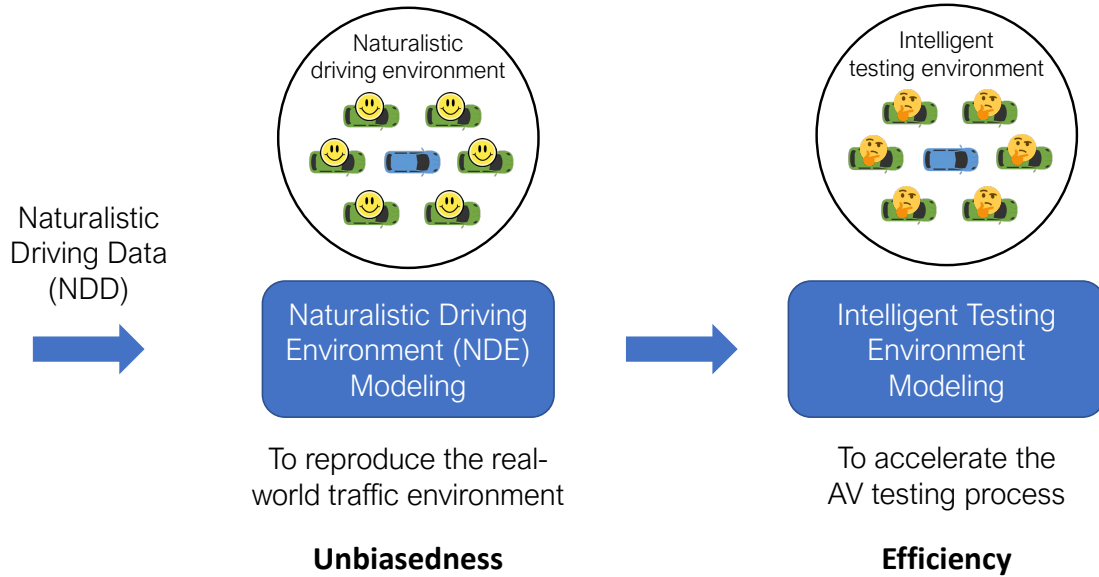 Naturalistic
driving environment
Intelligent
testing environment
Naturalistic
Driving Data
(NDD)
Naturalistic Driving
Environment (NDE)
Modeling
Intelligent Testing
Environment
Modeling
To reproduce the real-
world traffic environment
To accelerate the
AV testing process
Unbiasedness
Efficiency